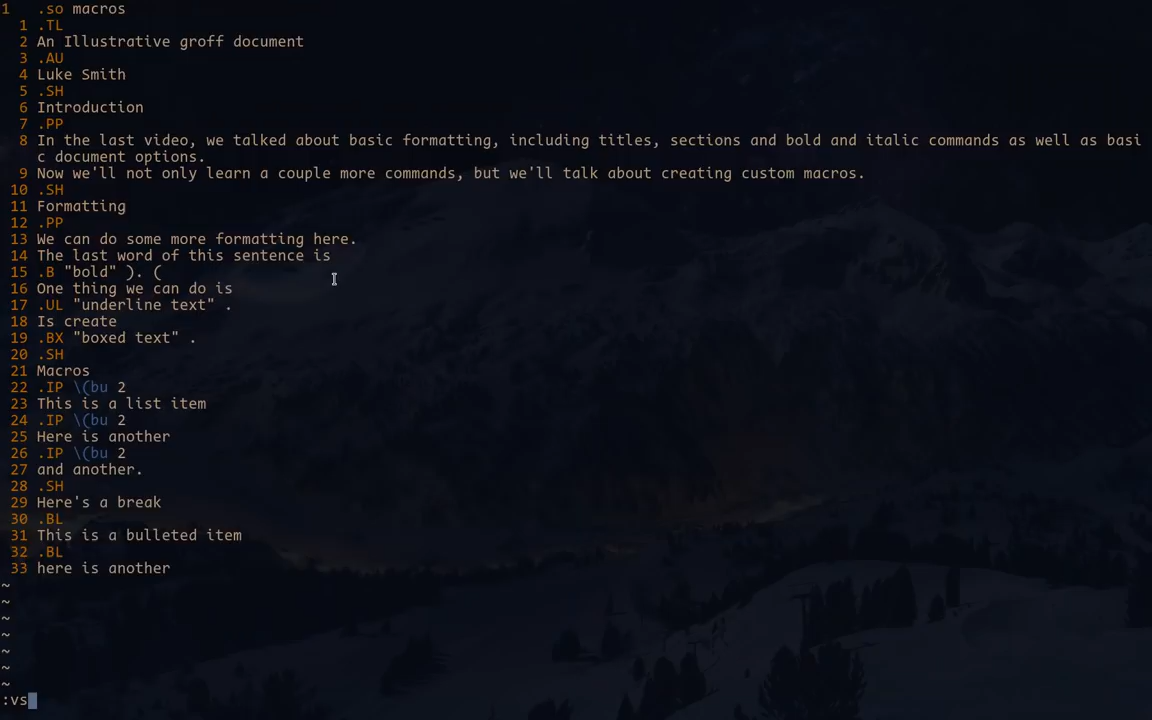 1 .so macros
1 .TL
2 An Illustrative groff document
3 .AU
4 Luke Smith
5 .SH
6 Introduction
7 .PP
8 In the last video, we talked about basic formatting, including titles, sections and bold and italic commands as well as basi
c document options.
9 Now we'll not only learn a couple more commands, but we'll talk about creating custom macros.
10 .SH
11 Formatting
12 .PP
13 We can do some more formatting here.
14 The last word of this sentence is
15 .B "bold" ). (
16 One thing we can do is
17 .UL "underline text" .
18 Is create
19 .BX "boxed text" .
20 .SH
21 Macros
22 .IP \(bu 2
23 This is a list item
24 .IP \(bu 2
25 Here is another
26 .IP \(bu 2
27 and another.
28 .SH
29 Here's a break
30 .BL
31 This is a bulleted item
32 .BL
33 here is another
~
~
~
~
~
~
~
:vs